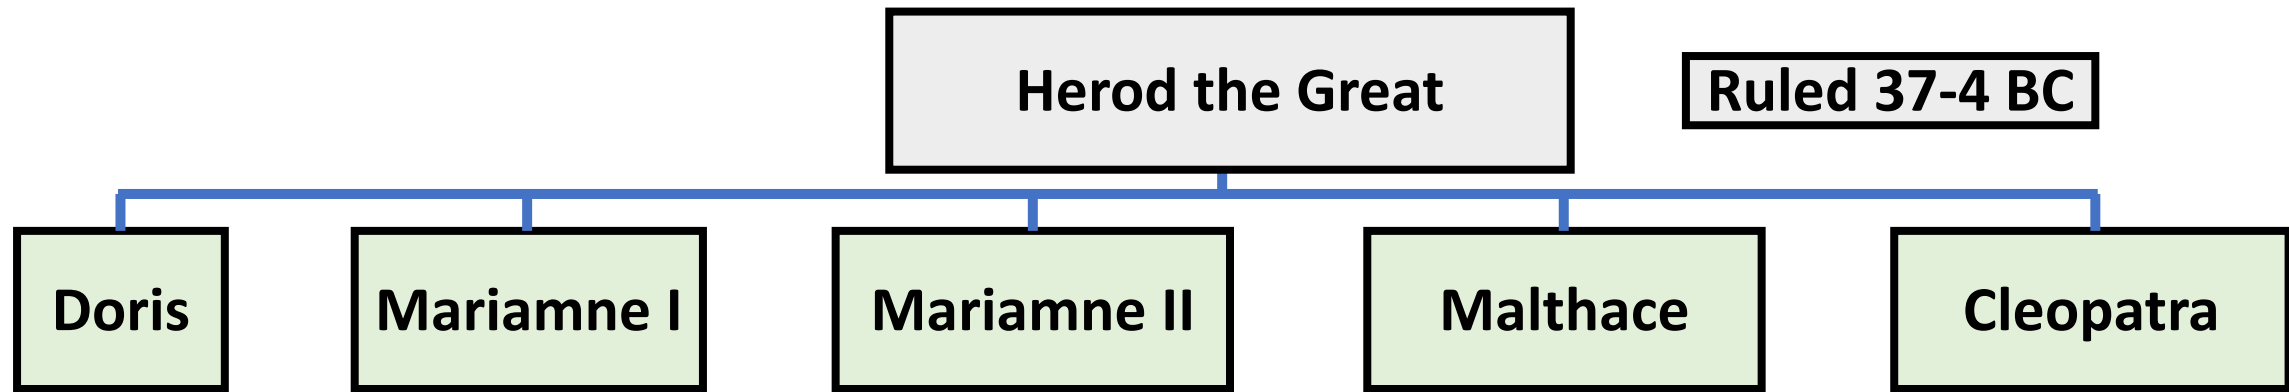 Herod the Great
Ruled 37-4 BC
Doris
Mariamne I
Mariamne II
Malthace
Cleopatra